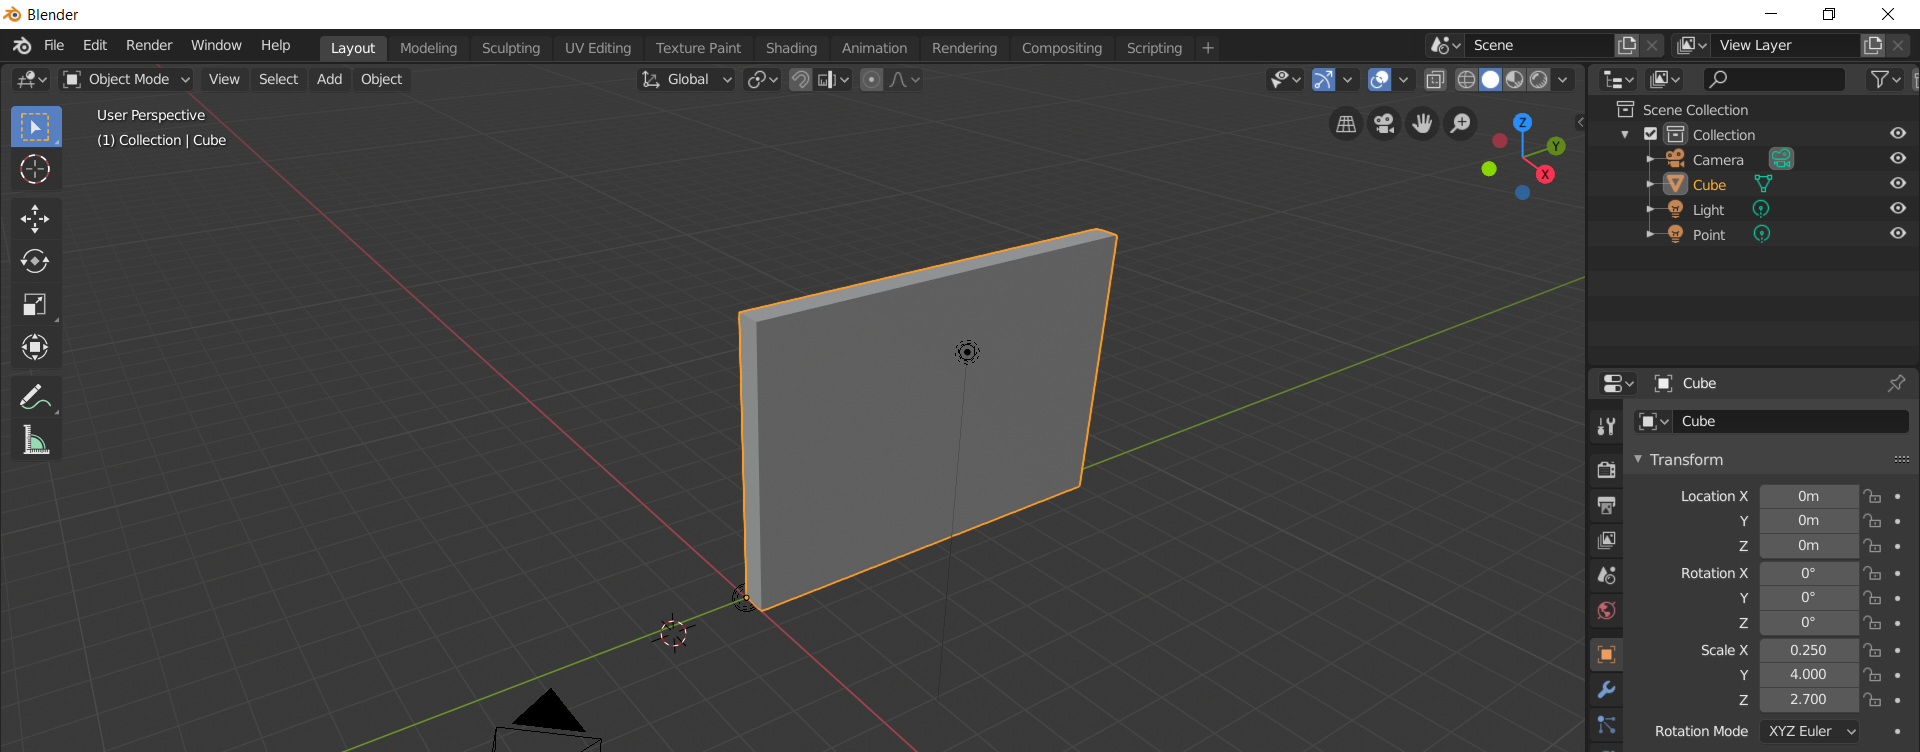 Blender
File Edit Render Window Help Layout Modeling Sculpting UV Editing Texture Paint Shading Animation Rendering Compositing Scripting + Scene View Layer
Object Mode View Select Add Object Global
User Perspective
(1) Collection | Cube
Z
Y
X
Scene Collection
Collection
Camera
Cube
Light
Point
Cube
Cube
Transform
Location X 0m
Y 0m
Z 0m
Rotation X 0°
Y 0°
Z 0°
Scale X 0.250
Y 4.000
Z 2.700
Rotation Mode XYZ Euler